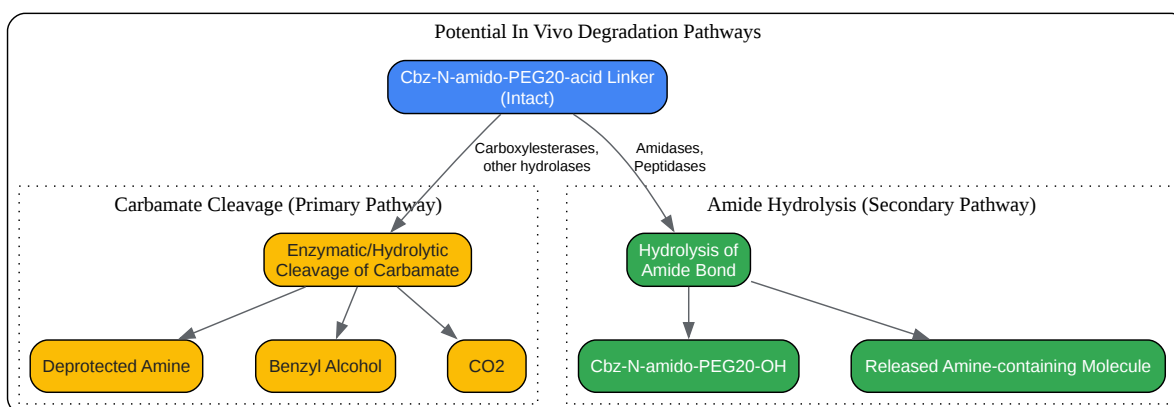 Potential In Vivo Degradation Pathways
Cbz-N-amido-PEG20-acid Linker
(Intact)
Carboxylesterases,
other hydrolases
Amidases,
Peptidases
Carbamate Cleavage (Primary Pathway)
Amide Hydrolysis (Secondary Pathway)
Enzymatic/Hydrolytic
Cleavage of Carbamate
Hydrolysis of
Amide Bond
Deprotected Amine
Benzyl Alcohol
CO2
Cbz-N-amido-PEG20-OH
Released Amine-containing Molecule